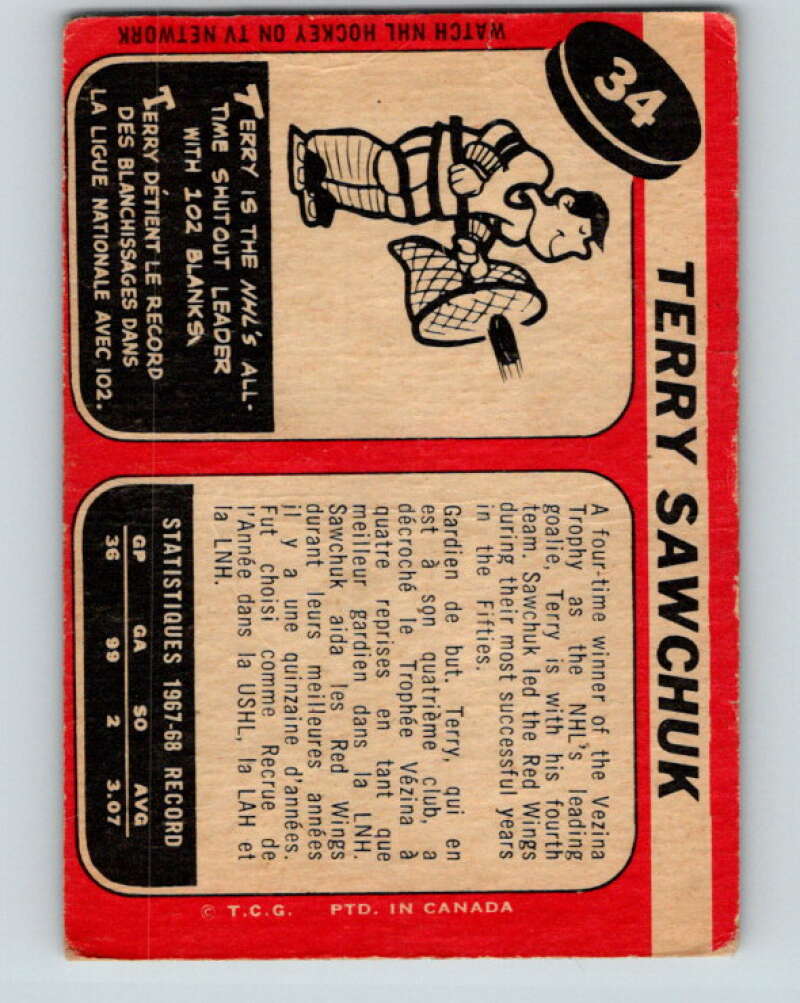 34
TERRY SAWCHUK
TERRY IS THE NHL'S ALL-
TIME SHUTOUT LEADER
WITH 102 BLANKS.
TERRY DÉTIENT LE RECORD
DES BLANCHISSAGES DANS
LA LIGUE NATIONALE AVEC 102.
WATCH NHL HOCKEY ON TV NETWORK
A four-time winner of the Vezina
Trophy as the NHL's leading
goalie, Terry is with his fourth
team. Sawchuk led the Red Wings
during their most successful years
in the Fifties.
Gardien de but. Terry, qui en
est à son quatrième club, a
décroché le Trophée Vézina à
quatre reprises en tant que
meilleur gardien dans la LNH.
Sawchuk aida les Red Wings
durant leurs meilleures années
il y a une quinzaine d'années.
Fut choisi comme Recrue de
l'Année dans la USHL, la LAH et
la LNH.
STATISTIQUES 1967-68 RECORD
GP GA SO AVG
36 99 2 3.07
© T.C.G. PTD. IN CANADA